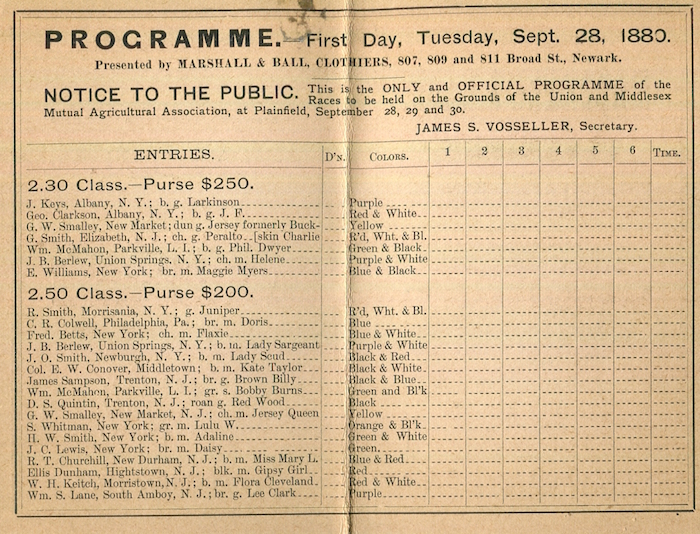 PROGRAMME.—First Day, Tuesday, Sept. 28, 1880.
Presented by MARSHALL & BALL, CLOTHIERS, 807, 809 and 811 Broad St., Newark.
NOTICE TO THE PUBLIC. This is the ONLY and OFFICIAL PROGRAMME of the
Races to be held on the Grounds of the Union and Middlesex
Mutual Agricultural Association, at Plainfield, September 28, 29 and 30.
JAMES S. VOSSELLER, Secretary.
ENTRIES. D'N. COLORS. 1 2 3 4 5 6 TIME.
2.30 Class.—Purse $250.
J. Keys, Albany, N. Y.; b. g. Larkinson Purple
Geo. Clarkson, Albany, N. Y.; b. g. J. F. Red & White
G. W. Smalley, New Market; dun g. Jersey formerly Buck- Yellow
G. Smith, Elizabeth, N. J.; ch. g. Peralto [skin Charlie R'd, Wht. & Bl.
Wm. McMahon, Parkville, L. I.; b. g. Phil. Dwyer Green & Black
J. B. Berlew, Union Springs, N. Y.; ch. m. Helene Purple & White
E. Williams, New York; br. m. Maggie Myers Blue & Black
2.50 Class.—Purse $200.
R. Smith, Morrisania, N. Y.; g. Juniper R'd, Wht. & Bl.
C. R. Colwell, Philadelphia, Pa.; br. m. Doris Blue
Fred. Betts, New York; ch. m. Flaxie Blue & White
J. B. Berlew, Union Springs, N. Y.; b. m. Lady Sargeant Purple & White
J. O. Smith, Newburgh, N. Y.; b. m. Lady Scud Black & Red
Col. E. W. Conover, Middletown; b. m. Kate Taylor Black & White
James Sampson, Trenton, N. J.; br. g. Brown Billy Black & Blue
Wm. McMahon, Parkville, L. I.; gr. s. Bobby Burns Green and Bl'k
D. S. Quintin, Trenton, N. J.; roan g. Red Wood Black
G. W. Smalley, New Market, N. J.; ch. m. Jersey Queen Yellow
S. Whitman, New York; gr. m. Lulu W. Orange & Bl'k
H. W. Smith, New York; b. m. Adaline Green & White
J. C. Lewis, New York; br. m. Daisy Green
R. T. Churchill, New Durham, N. J.; b. m. Miss Mary L. Blue & Red
Ellis Dunham, Hightstown, N. J.; blk. m. Gipsy Girl Red
W. H. Keitch, Morristown, N. J.; b. m. Flora Cleveland Red & White
Wm. S. Lane, South Amboy, N. J.; br. g. Lee Clark Purple